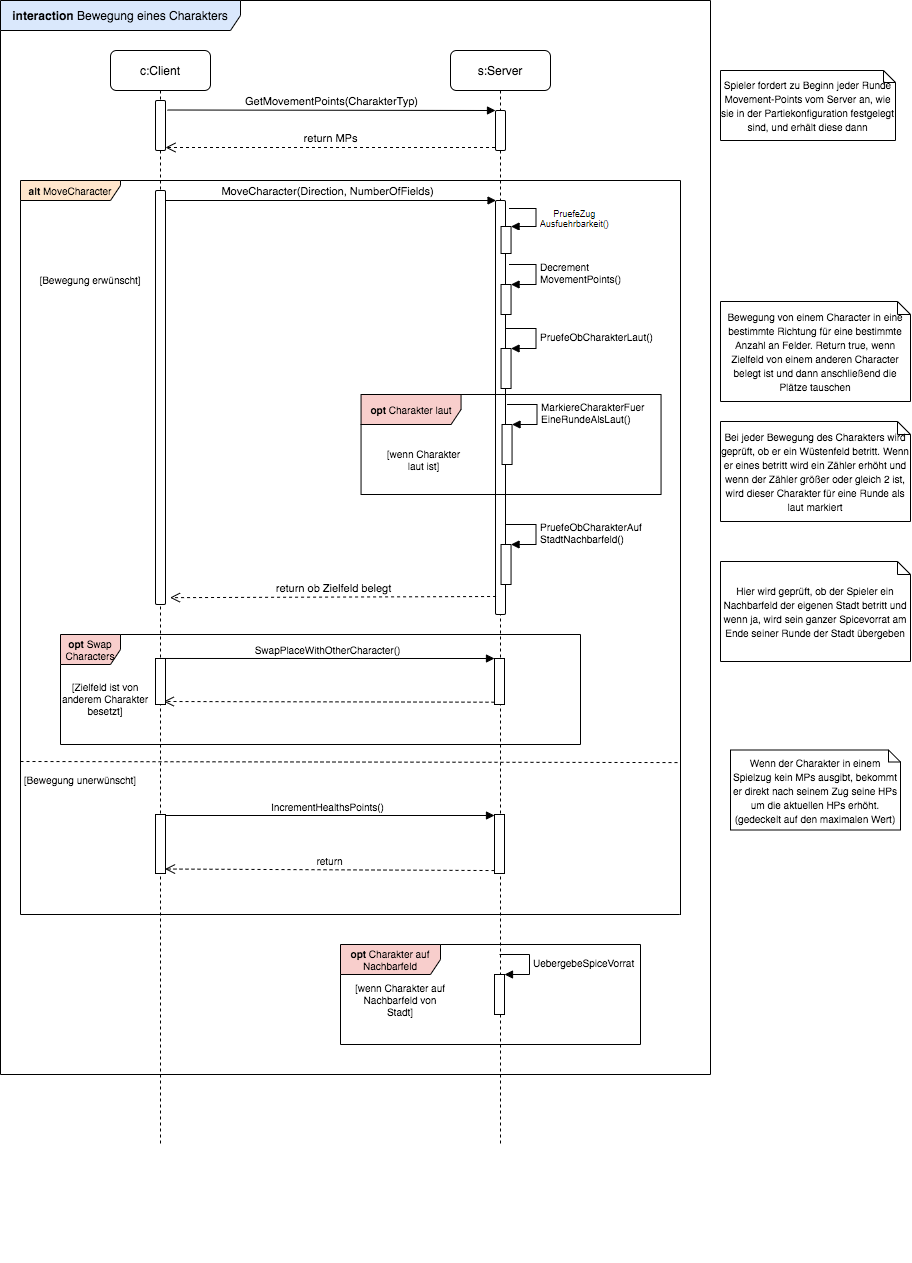 interaction Bewegung eines Charakters
c:Client
s:Server
GetMovementPoints(CharakterTyp)
return MPs
Spieler fordert zu Beginn jeder Runde
Movement-Points vom Server an, wie
sie in der Partiekonfiguration festgelegt
sind, und erhält diese dann
alt MoveCharacter
MoveCharacter(Direction, NumberOfFields)
PruefeZug
Ausfuehrbarkeit()
[Bewegung erwünscht]
Decrement
MovementPoints()
PruefeObCharakterLaut()
Bewegung von einem Character in eine
bestimmte Richtung für eine bestimmte
Anzahl an Felder. Return true, wenn
Zielfeld von einem anderen Character
belegt ist und dann anschließend die
Plätze tauschen
opt Charakter laut
MarkiereCharakterFuer
EineRundeAlsLaut()
[wenn Charakter
laut ist]
Bei jeder Bewegung des Charakters wird
geprüft, ob er ein Wüstenfeld betritt. Wenn
er eines betritt wird ein Zähler erhöht und
wenn der Zähler größer oder gleich 2 ist,
wird dieser Charakter für eine Runde als
laut markiert
PruefeObCharakterAuf
StadtNachbarfeld()
return ob Zielfeld belegt
Hier wird geprüft, ob der Spieler ein
Nachbarfeld der eigenen Stadt betritt und
wenn ja, wird sein ganzer Spicevorrat am
Ende seiner Runde der Stadt übergeben
opt Swap
Characters
SwapPlaceWithOtherCharacter()
[Zielfeld ist von
anderem Charakter
besetzt]
[Bewegung unerwünscht]
IncrementHealthsPoints()
return
Wenn der Charakter in einem
Spielzug kein MPs ausgibt, bekommt
er direkt nach seinem Zug seine HPs
um die aktuellen HPs erhöht.
(gedeckelt auf den maximalen Wert)
opt Charakter auf
Nachbarfeld
UebergebeSpiceVorrat
[wenn Charakter auf
Nachbarfeld von
Stadt]